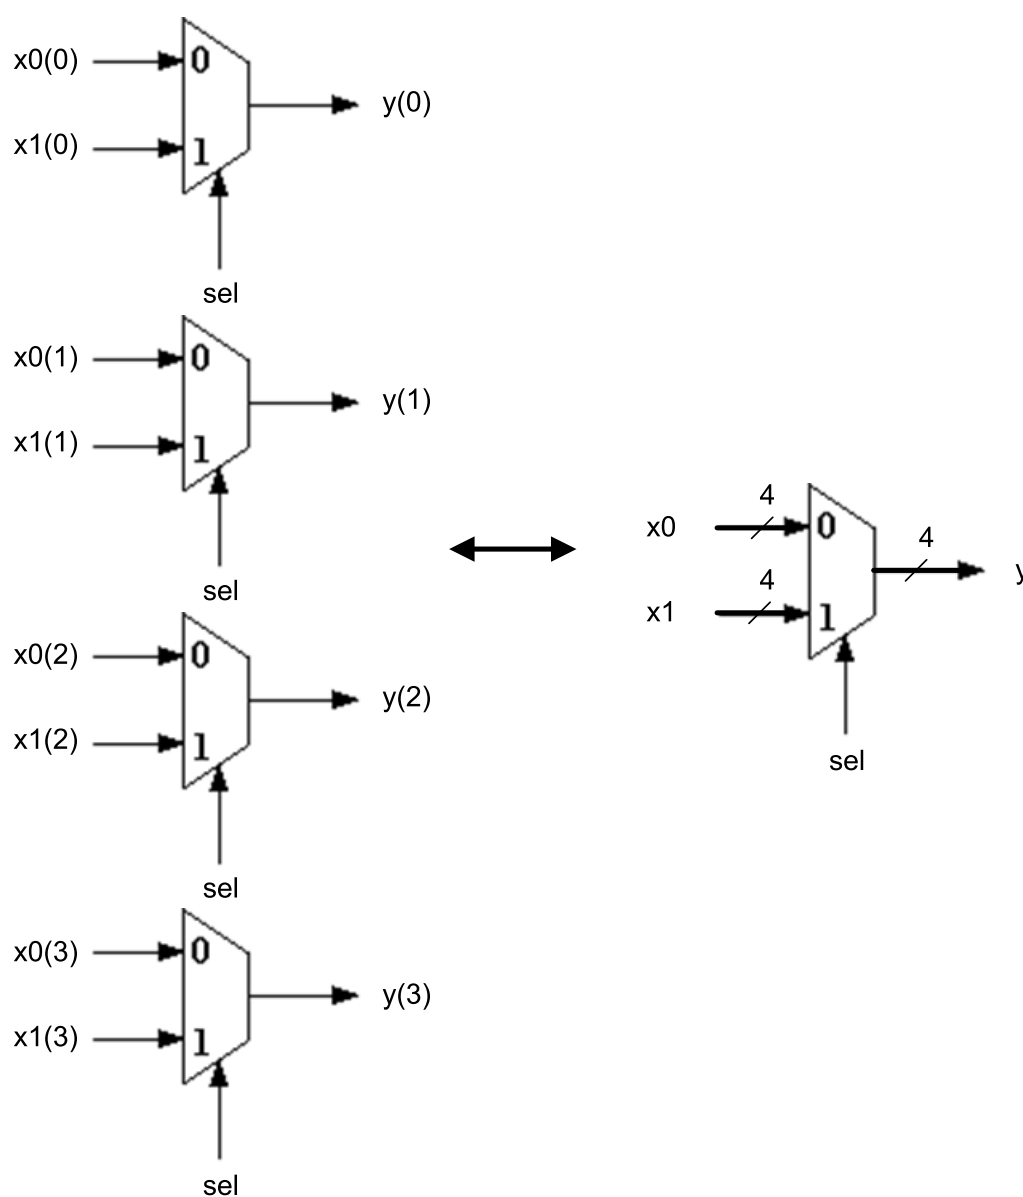 x0(0)
0
y(0)
x1(0)
1
sel
x0(1)
0
y(1)
x1(1)
1
sel
x0(2)
0
y(2)
x1(2)
1
sel
x0(3)
0
y(3)
x1(3)
1
sel
4
x0
0
4
y
4
x1
1
sel